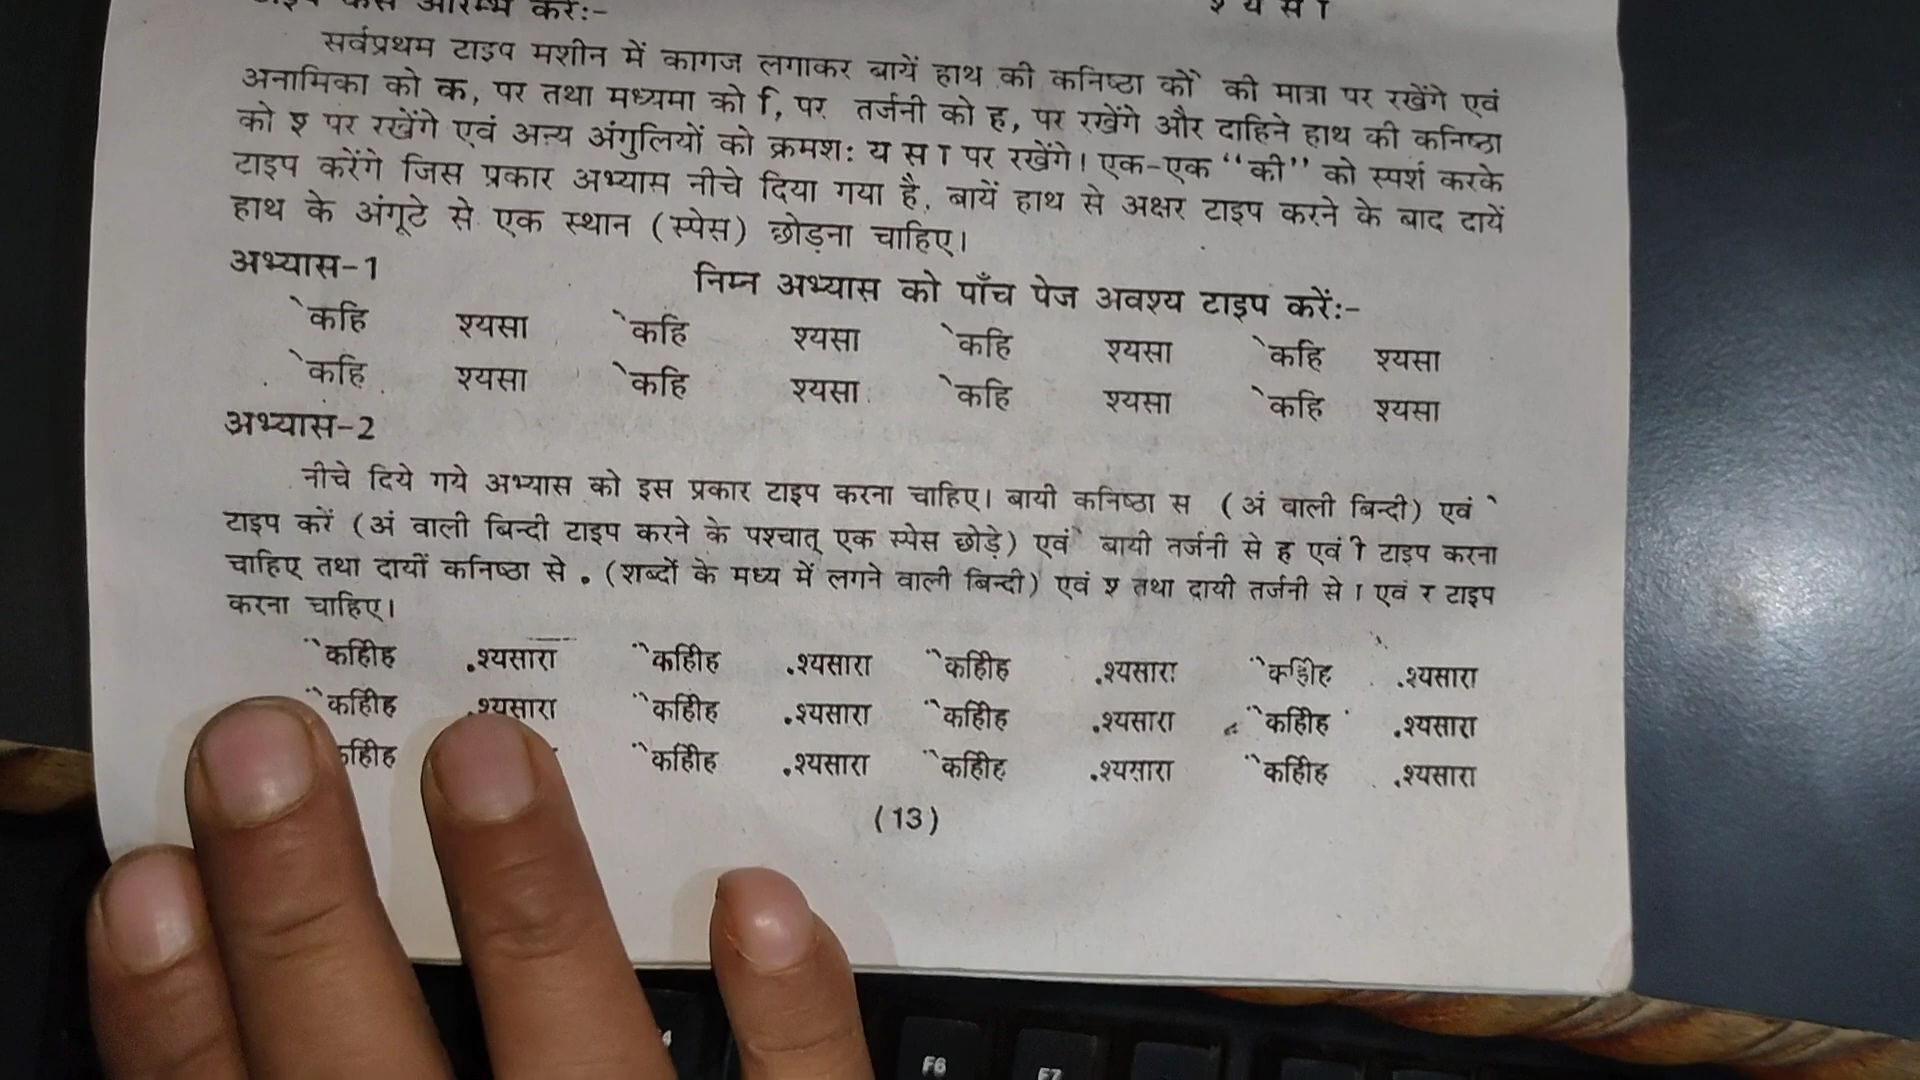 टाइप कैसे आरम्भ करें:-
श य स ा
सर्वप्रथम टाइप मशीन में कागज लगाकर बायें हाथ की कनिष्ठा को े की मात्रा पर रखेंगे एवं
अनामिका को क, पर तथा मध्यमा को ि, पर तर्जनी को ह, पर रखेंगे और दाहिने हाथ की कनिष्ठा
को श्र पर रखेंगे एवं अन्य अंगुलियों को क्रमशः य स ा पर रखेंगे। एक-एक “की” को स्पर्श करके
टाइप करेंगे जिस प्रकार अभ्यास नीचे दिया गया है, बायें हाथ से अक्षर टाइप करने के बाद दायें
हाथ के अंगूटे से एक स्थान (स्पेस) छोड़ना चाहिए।
अभ्यास-1
निम्न अभ्यास को पाँच पेज अवश्य टाइप करें:-
`कहि श्यसा `कहि श्यसा `कहि श्यसा `कहि श्यसा
`कहि श्यसा `कहि श्यसा `कहि श्यसा `कहि श्यसा
अभ्यास-2
नीचे दिये गये अभ्यास को इस प्रकार टाइप करना चाहिए। बायी कनिष्ठा स (अं वाली बिन्दी) एवं `
टाइप करें (अं वाली बिन्दी टाइप करने के पश्चात् एक स्पेस छोड़े) एवं` बायी तर्जनी से ह एवं ी टाइप करना
चाहिए तथा दायीं कनिष्ठा से . (शब्दों के मध्य में लगने वाली बिन्दी) एवं श्र तथा दायी तर्जनी से ा एवं र टाइप
करना चाहिए।
¨`कहिीह .श्यसारा ¨`कहिीह .श्यसारा ¨`कहिीह .श्यसारा ¨`कहिीह .श्यसारा
¨`कहिीह .श्यसारा ¨`कहिीह .श्यसारा ¨`कहिीह .श्यसारा ¨`कहिीह .श्यसारा
कहिीह ¨`कहिीह .श्यसारा ¨`कहिीह .श्यसारा ¨`कहिीह .श्यसारा
(13)
F6
F7